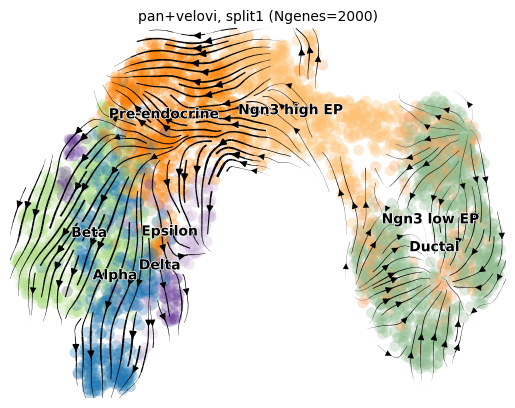 pan+velovi, split1 (Ngenes=2000)
Pre-endocrine
Ngn3 high EP
Ngn3 low EP
Beta
Epsilon
Ductal
Delta
Alpha